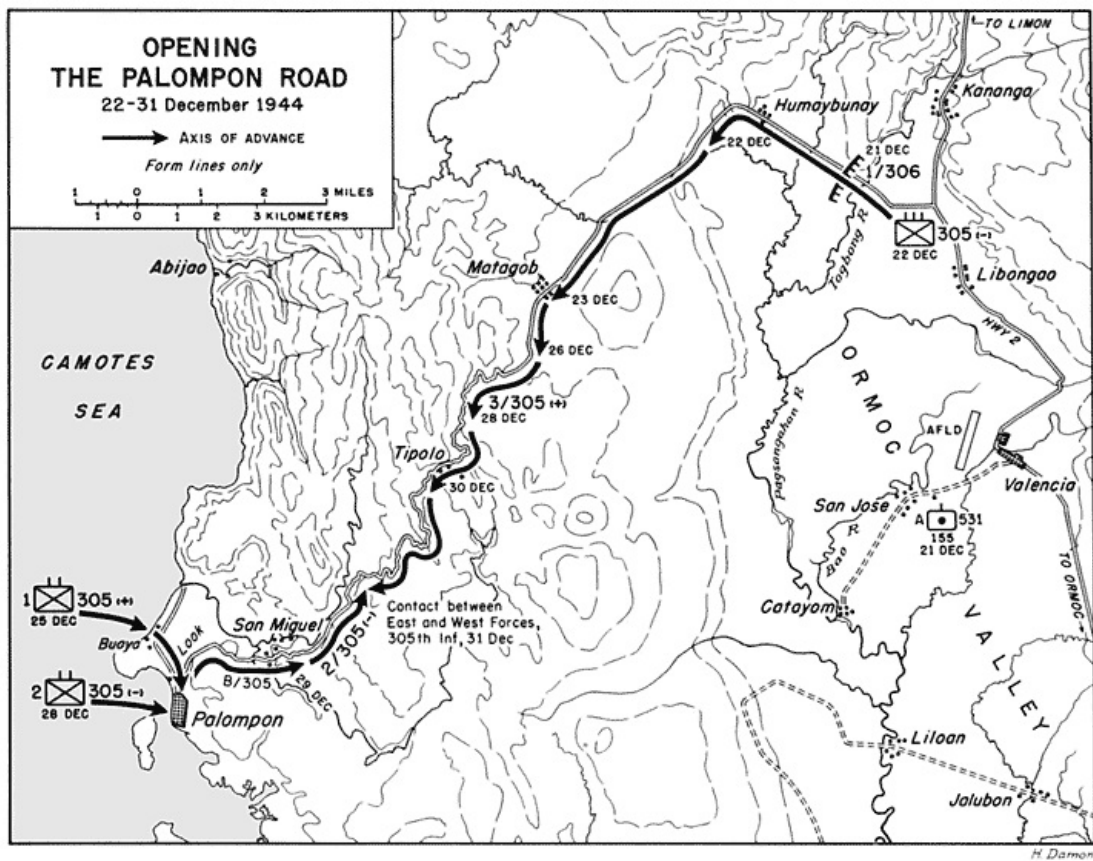 OPENING
THE PALOMPON ROAD
22-31 December 1944
AXIS OF ADVANCE
Form lines only
1 0 1 2 3 MILES
1 0 1 2 3 KILOMETERS
TO LIMON
Kananga
Humaybunay
22 DEC
21 DEC
1/306
E
E
305 (-)
22 DEC
Togbong R
Libongao
HWY 2
Abijao
Matagob
23 DEC
26 DEC
CAMOTES
SEA
3/305 (+)
28 DEC
Tipolo
30 DEC
ORMOC
VALLEY
Pagsangahan R
AFLD
Valencia
San Jose
A 531
155
21 DEC
Bao R
TO ORMOC
Catayom
1 305 (+)
25 DEC
Buaya
Look
San Miguel
2/305 (-)
Contact between
East and West Forces,
305th Inf, 31 Dec
B/305
29 DEC
2 305 (-)
28 DEC
Palompon
Liloan
Jalubon
H. Damon